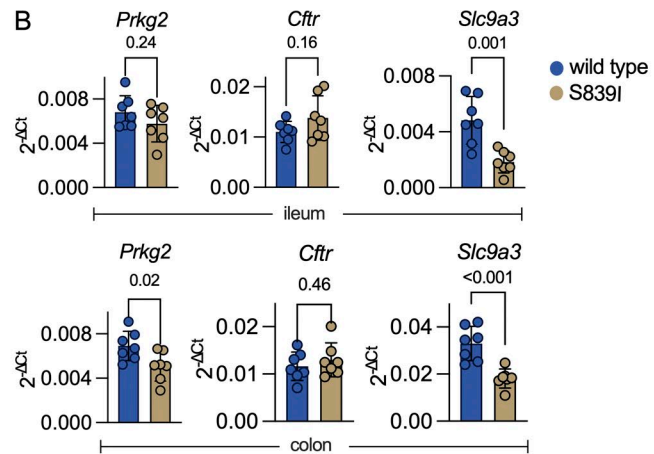 B
Prkg2
Cftr
Slc9a3
0.24
0.16
0.001
wild type
S839I
2^-ΔCt
0.008
0.004
0.000
2^-ΔCt
0.02
0.01
0.00
2^-ΔCt
0.008
0.004
0.000
ileum
Prkg2
Cftr
Slc9a3
0.02
0.46
<0.001
2^-ΔCt
0.008
0.004
0.000
2^-ΔCt
0.02
0.01
0.00
2^-ΔCt
0.04
0.02
0.00
colon